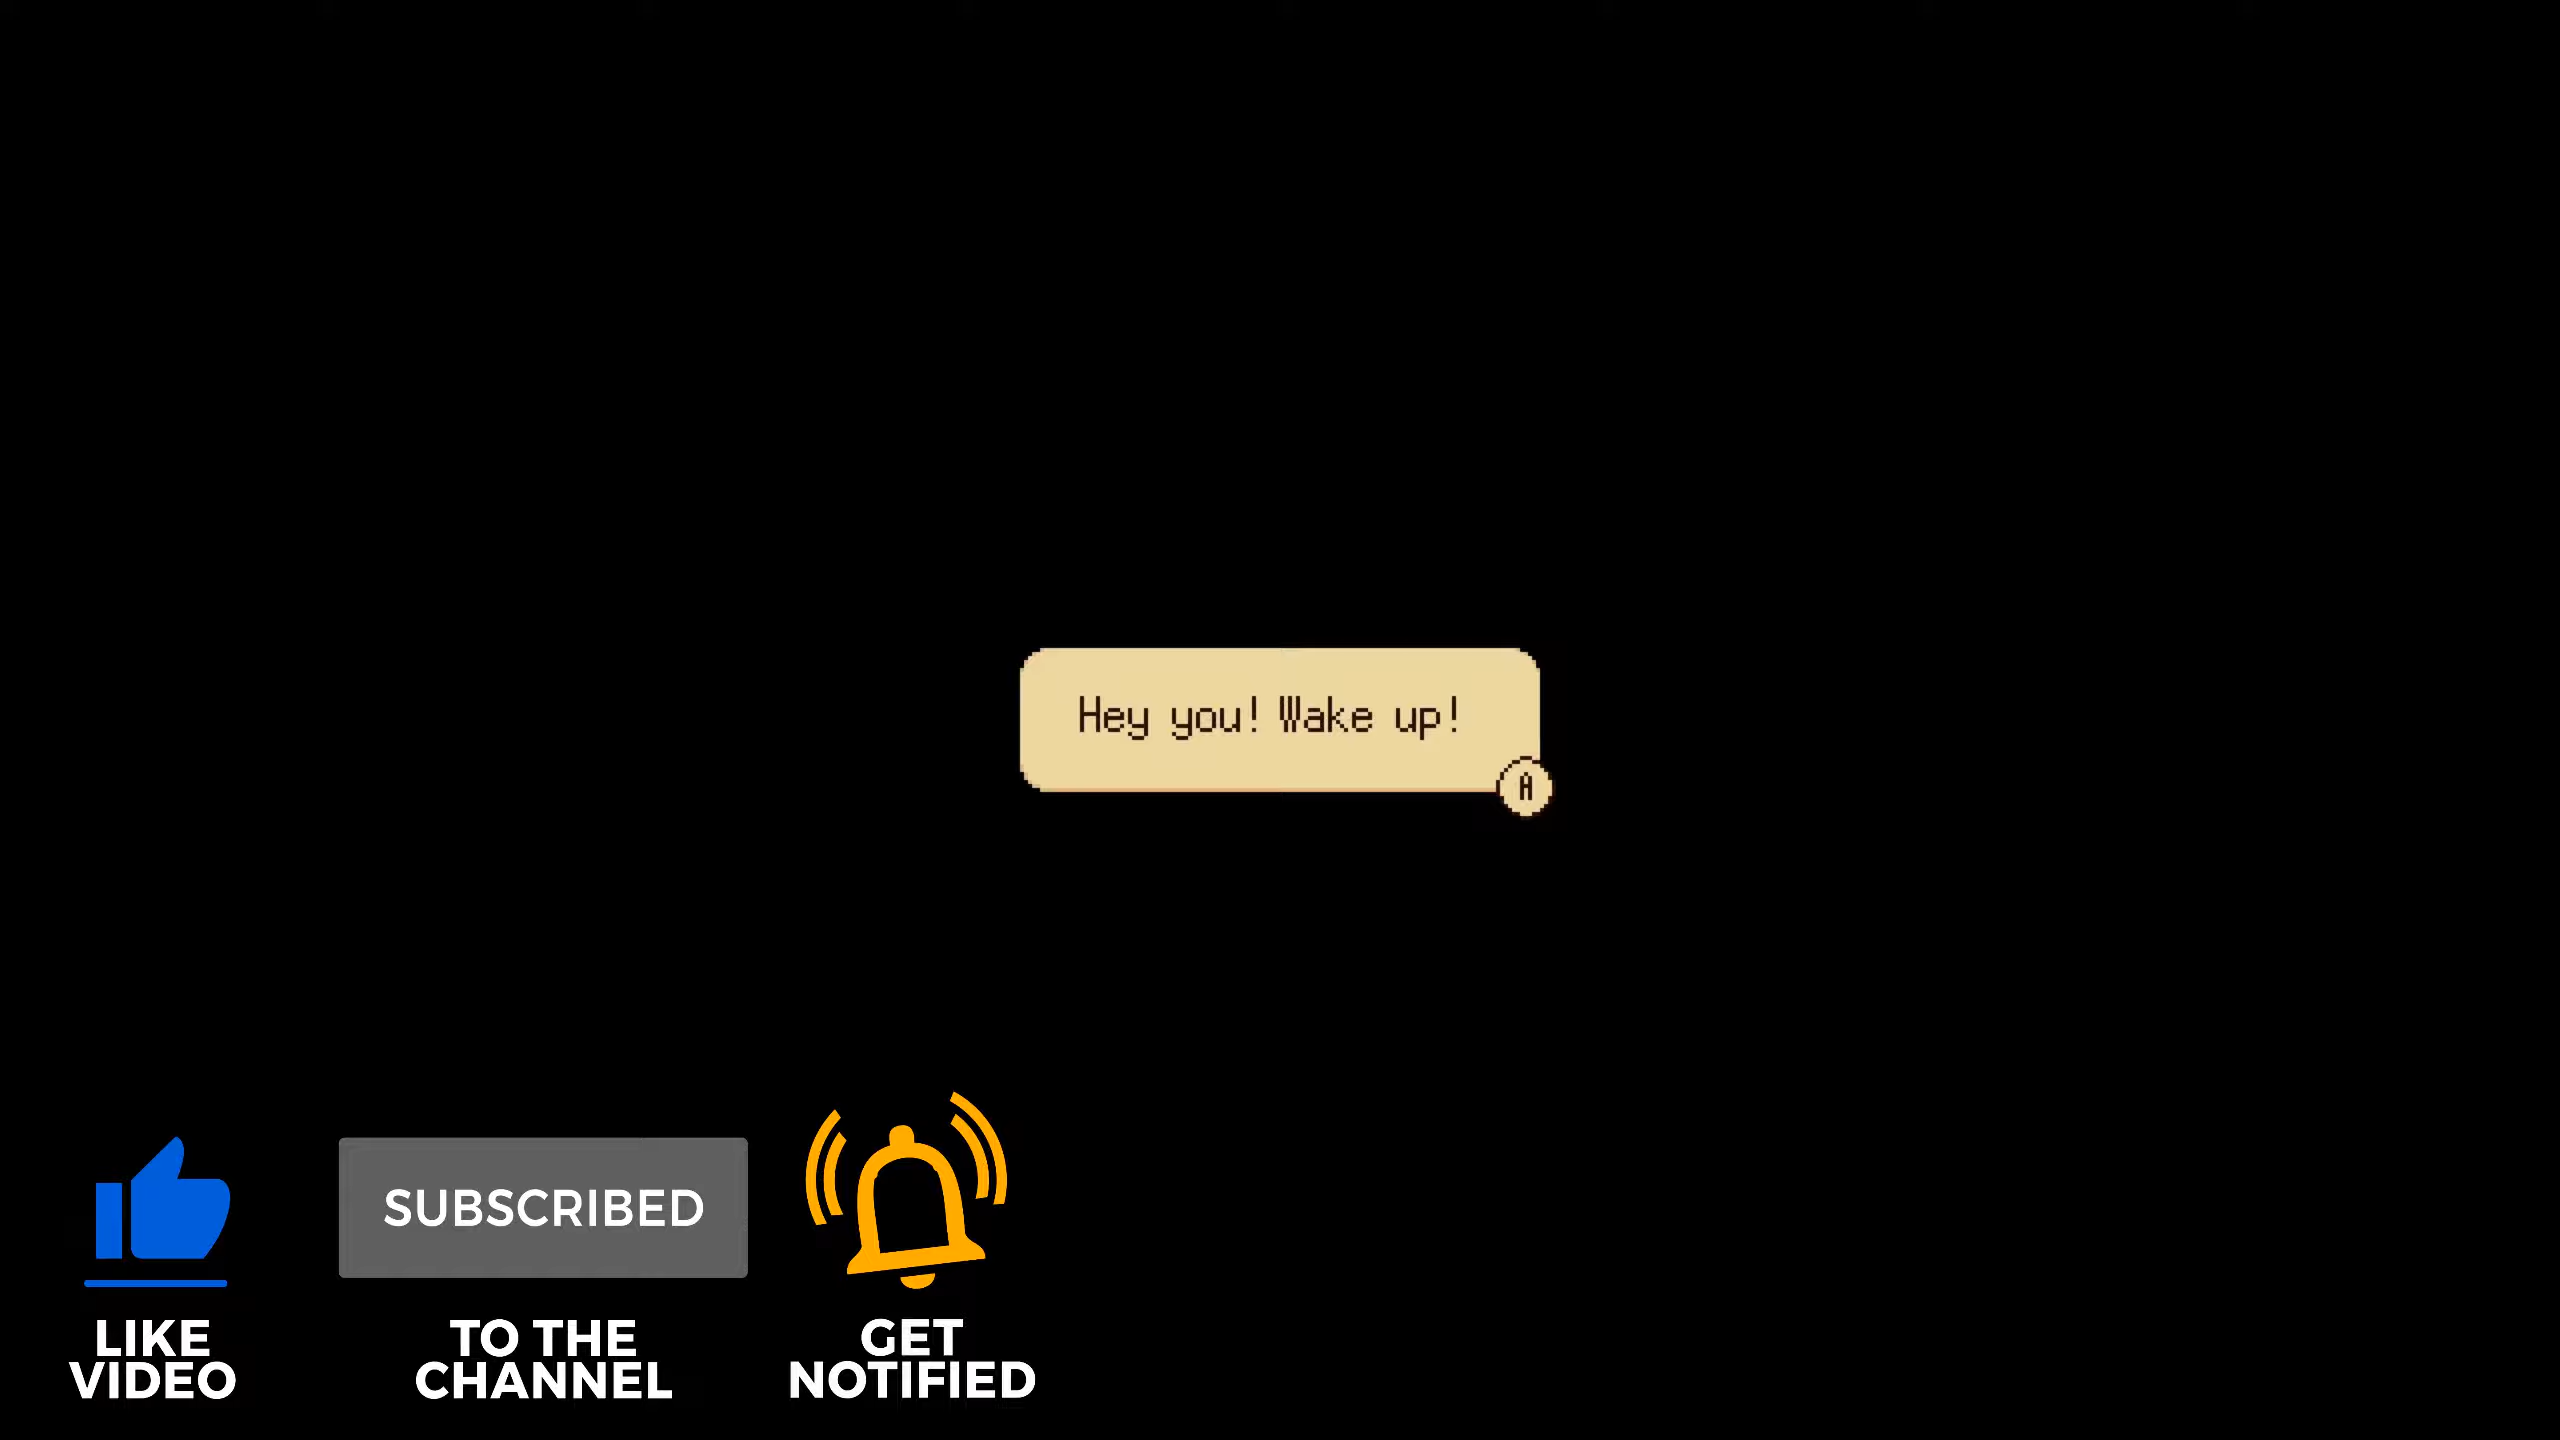 Hey you! Wake up!
A
SUBSCRIBED
LIKE
VIDEO
TO THE
CHANNEL
GET
NOTIFIED